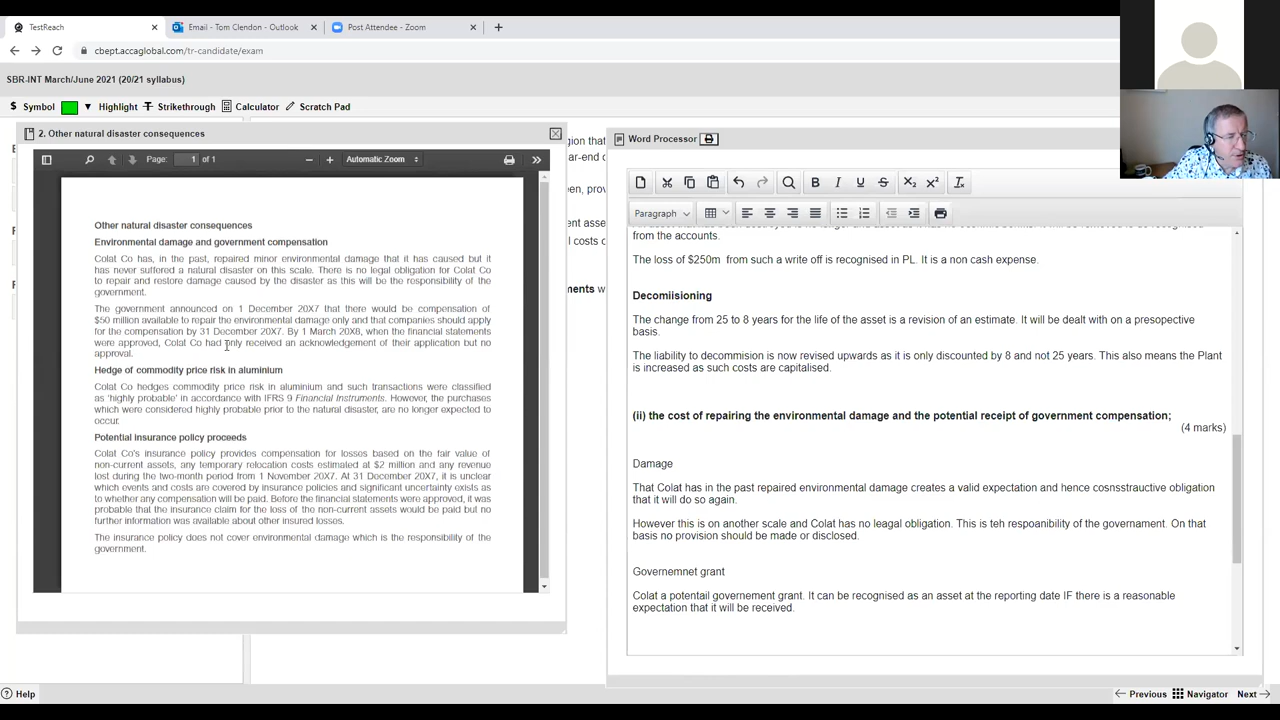 TestReach
Email - Tom Clendon - Outlook
Post Attendee - Zoom
cbept.accaglobal.com/tr-candidate/exam
SBR-INT March/June 2021 (20/21 syllabus)
$ Symbol Highlight Strikethrough Calculator Scratch Pad
2. Other natural disaster consequences
Page: 1 of 1 Automatic Zoom
Other natural disaster consequences
Environmental damage and government compensation
Colat Co has, in the past, repaired minor environmental damage that it has caused but it
has never suffered a natural disaster on this scale. There is no legal obligation for Colat Co
to repair and restore damage caused by the disaster as this will be the responsibility of the
government.
The government announced on 1 December 20X7 that there would be compensation of
$50 million available to repair the environmental damage only and that companies should apply
for the compensation by 31 December 20X7. By 1 March 20X8, when the financial statements
were approved, Colat Co had only received an acknowledgement of their application but no
approval.
Hedge of commodity price risk in aluminium
Colat Co hedges commodity price risk in aluminium and such transactions were classified
as 'highly probable' in accordance with IFRS 9 Financial Instruments. However, the purchases
which were considered highly probable prior to the natural disaster, are no longer expected to
occur.
Potential insurance policy proceeds
Colat Co's insurance policy provides compensation for losses based on the fair value of
non-current assets, any temporary relocation costs estimated at $2 million and any revenue
lost during the two-month period from 1 November 20X7. At 31 December 20X7, it is unclear
which events and costs are covered by insurance policies and significant uncertainty exists as
to whether any compensation will be paid. Before the financial statements were approved, it was
probable that the insurance claim for the loss of the non-current assets would be paid but no
further information was available about other insured losses.
The insurance policy does not cover environmental damage which is the responsibility of the
government.
Word Processor
Paragraph
from the accounts.
The loss of $250m from such a write off is recognised in PL. It is a non cash expense.
Decomiisioning
The change from 25 to 8 years for the life of the asset is a revision of an estimate. It will be dealt with on a presospective
basis.
The liability to decommision is now revised upwards as it is only discounted by 8 and not 25 years. This also means the Plant
is increased as such costs are capitalised.
(ii) the cost of repairing the environmental damage and the potential receipt of government compensation;
(4 marks)
Damage
That Colat has in the past repaired environmental damage creates a valid expectation and hence cosnsstrauctive obligation
that it will do so again.
However this is on another scale and Colat has no leagal obligation. This is teh respoanibility of the governament. On that
basis no provision should be made or disclosed.
Governemnet grant
Colat a potentail governement grant. It can be recognised as an asset at the reporting date IF there is a reasonable
expectation that it will be received.
Help
Previous Navigator Next